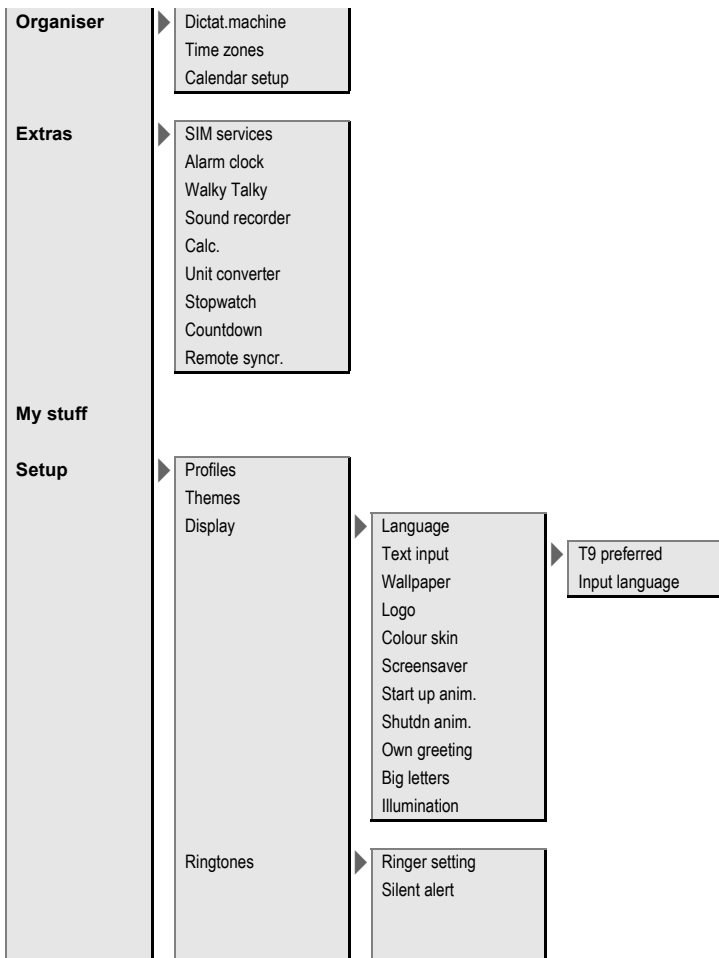 Organiser
Dictat.machine
Time zones
Calendar setup
Extras
SIM services
Alarm clock
Walky Talky
Sound recorder
Calc.
Unit converter
Stopwatch
Countdown
Remote syncr.
My stuff
Setup
Profiles
Themes
Display
Language
Text input
T9 preferred
Input language
Wallpaper
Logo
Colour skin
Screensaver
Start up anim.
Shutdn anim.
Own greeting
Big letters
Illumination
Ringtones
Ringer setting
Silent alert